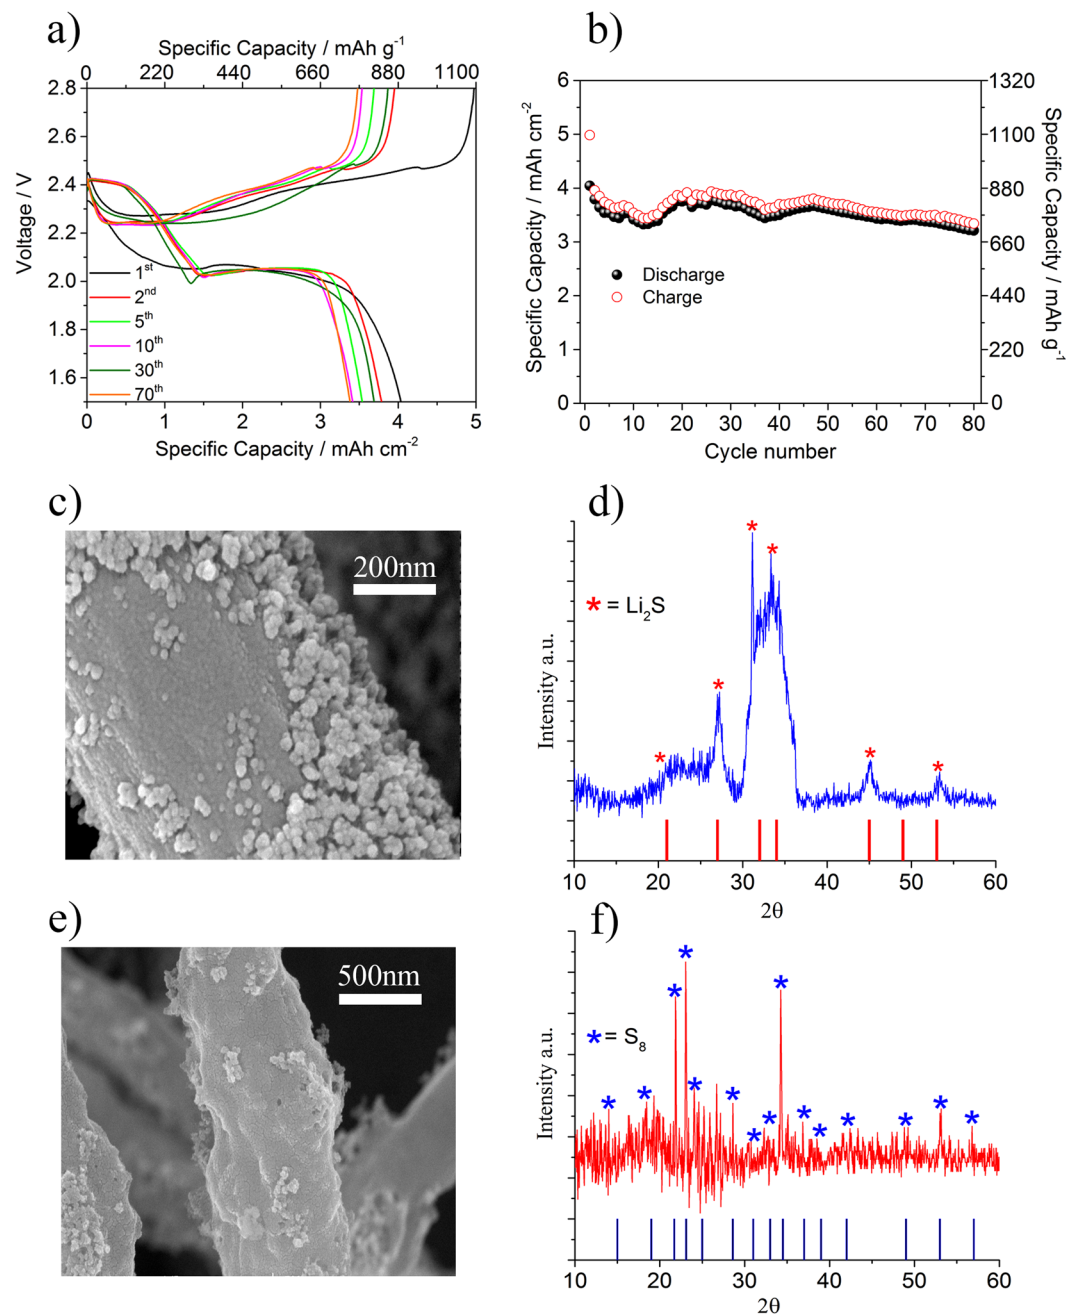 a)
Specific Capacity / mAh g-1
0 220 440 660 880 1100
2.8
2.6
2.4
2.2
2.0
1.8
1.6
Voltage / V
1st
2nd
5th
10th
30th
70th
0 1 2 3 4 5
Specific Capacity / mAh cm-2
b)
6
5
4
3
2
1
0
Specific Capacity / mAh cm-2
Discharge
Charge
1320
1100
880
660
440
220
0
Specific Capacity / mAh g-1
0 10 20 30 40 50 60 70 80
Cycle number
c)
200nm
d)
* = Li2S
Intensity a.u.
10 20 30 40 50 60
2θ
e)
500nm
f)
* = S8
Intensity a.u.
10 20 30 40 50 60
2θ